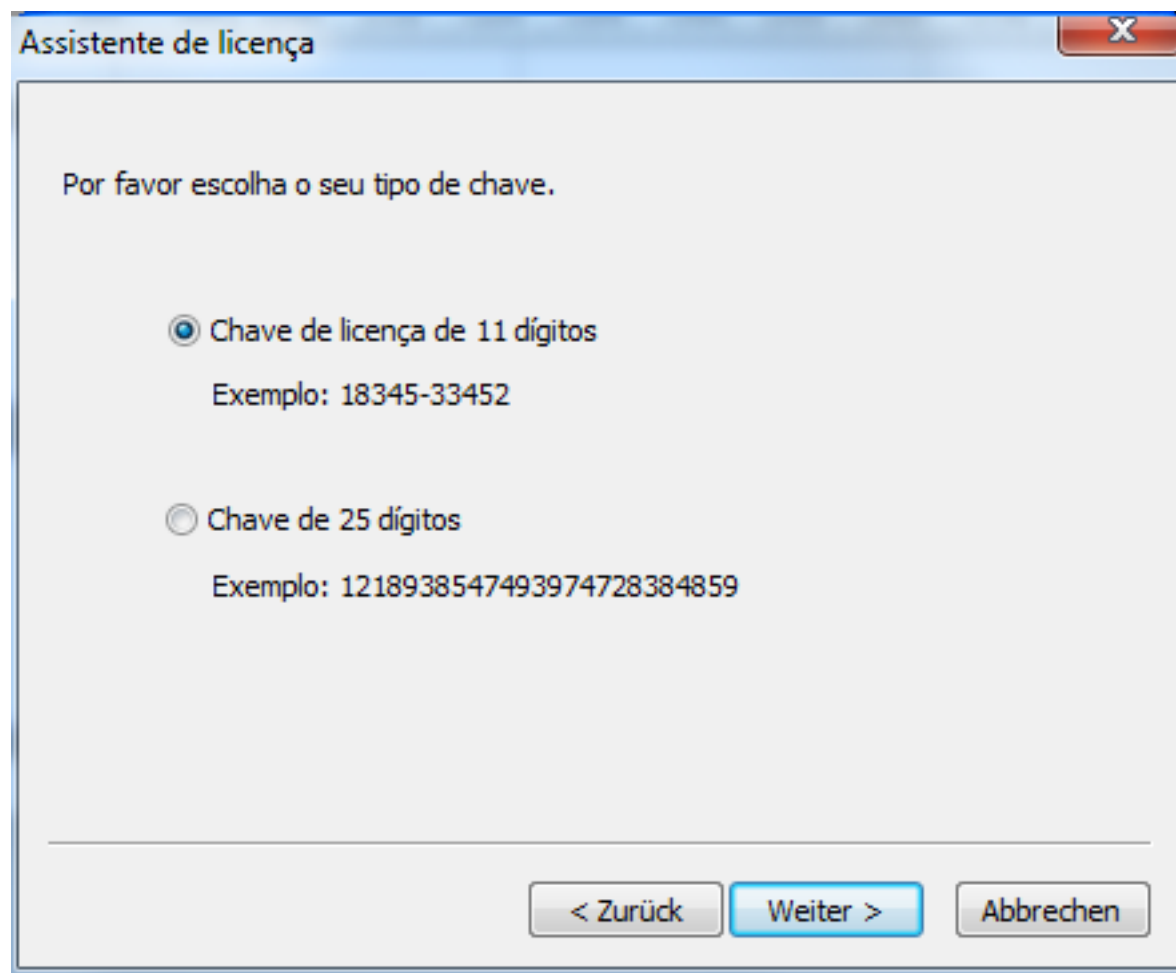 Assistente de licença
Por favor escolha o seu tipo de chave.
Chave de licença de 11 dígitos
Exemplo: 18345-33452
Chave de 25 dígitos
Exemplo: 1218938547493974728384859
< Zurück Weiter > Abbrechen